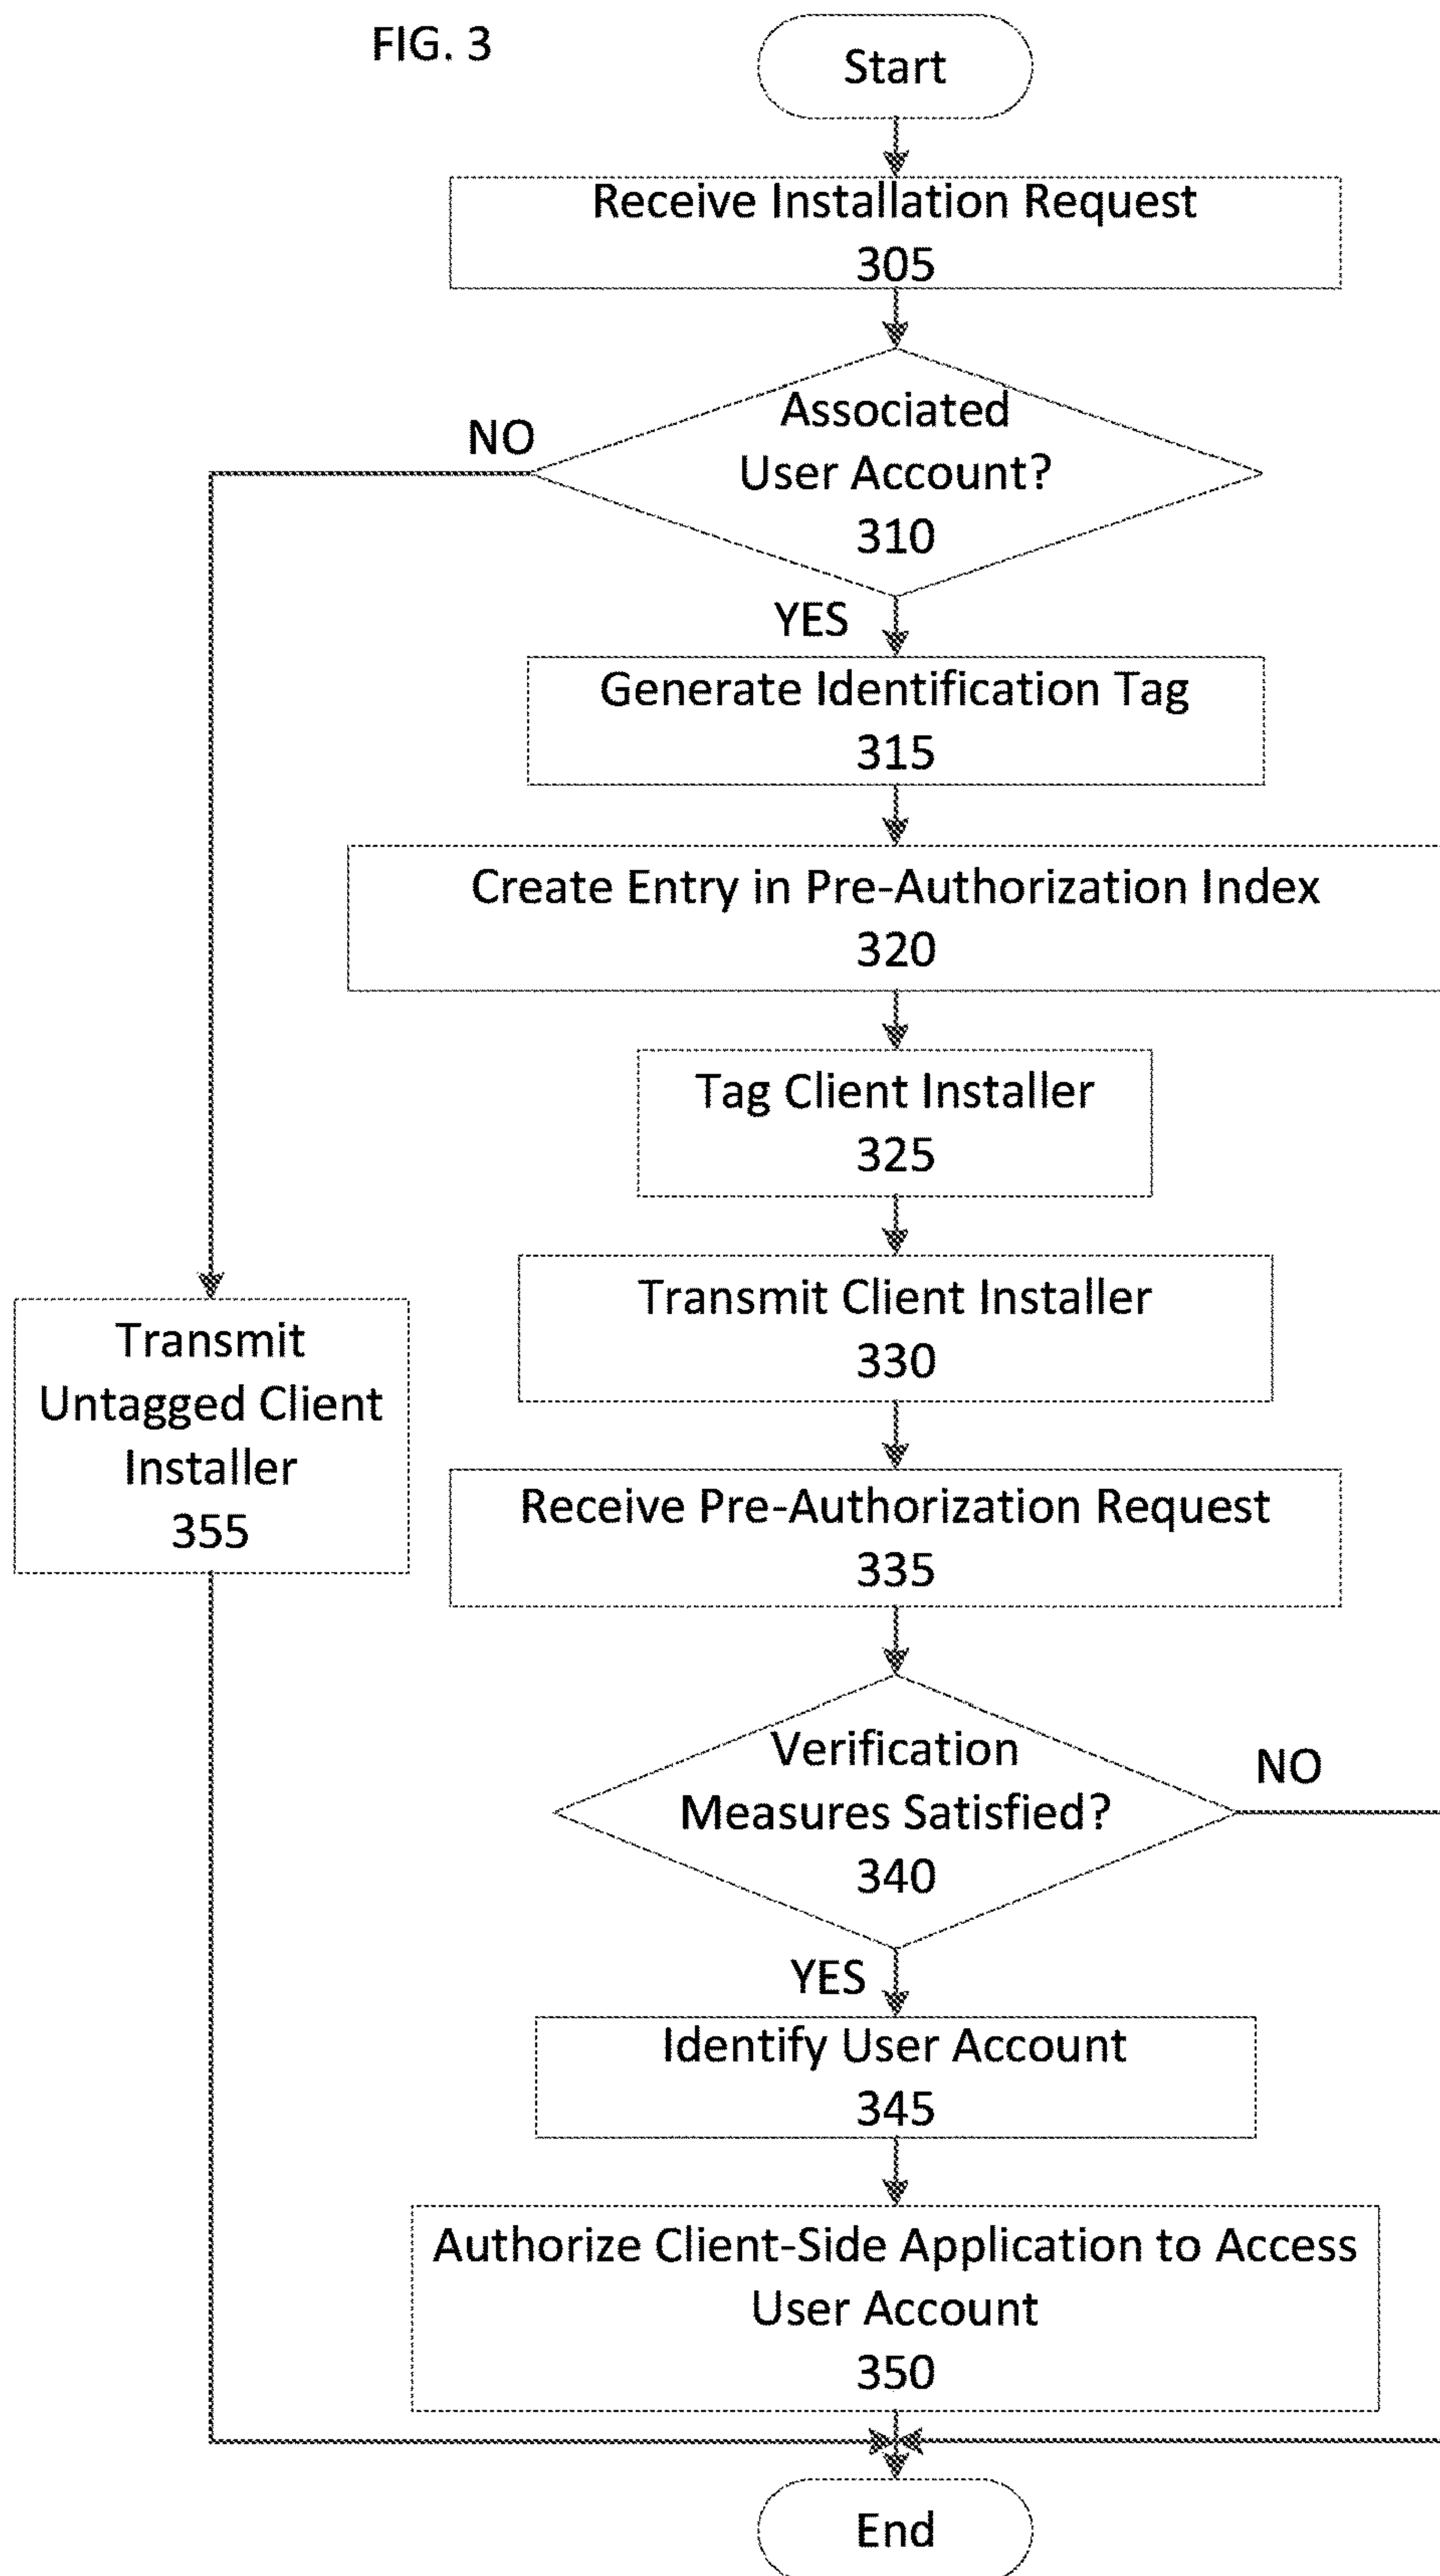 FIG. 3
Start
Receive Installation Request
305
NO
Associated
User Account?
310
YES
Generate Identification Tag
315
Create Entry in Pre-Authorization Index
320
Tag Client Installer
325
Transmit Client Installer
330
Transmit
Untagged Client
Installer
355
Receive Pre-Authorization Request
335
Verification
Measures Satisfied?
340
NO
YES
Identify User Account
345
Authorize Client-Side Application to Access
User Account
350
End